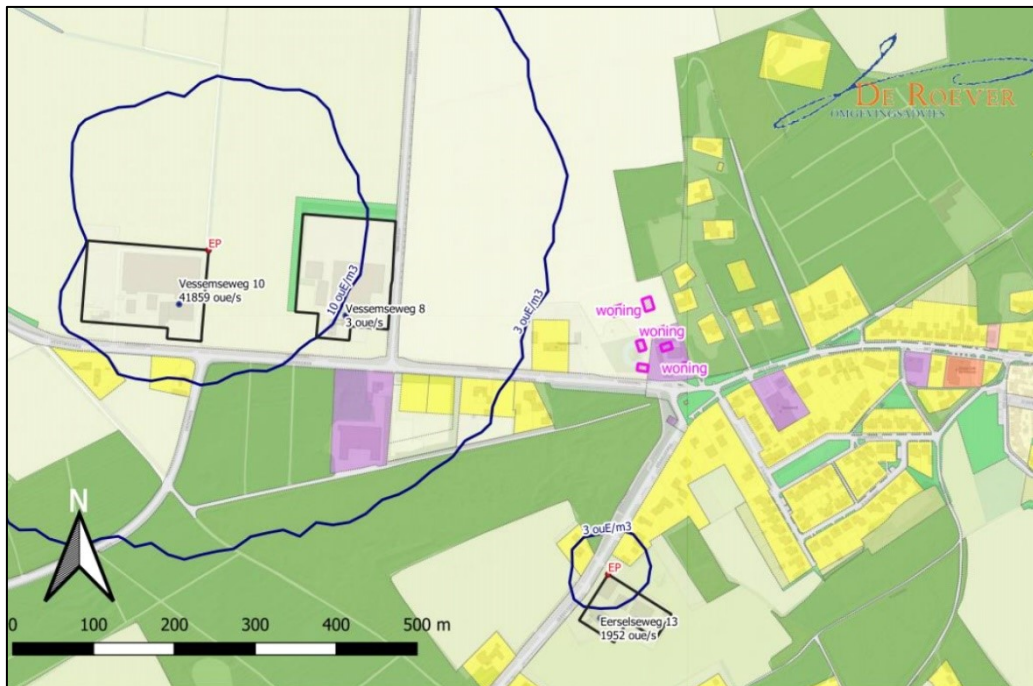 DE ROEVER
OMGEVINGSADVIES
EP
Vessemseweg 10
41859 oue/s
10 ouE/m3
Vessemseweg 8
3 oue/s
3 ouE/m3
woning
woning
N
3 ouE/m3
EP
Eerselseweg 13
1952 oue/s
0 100 200 300 400 500 m